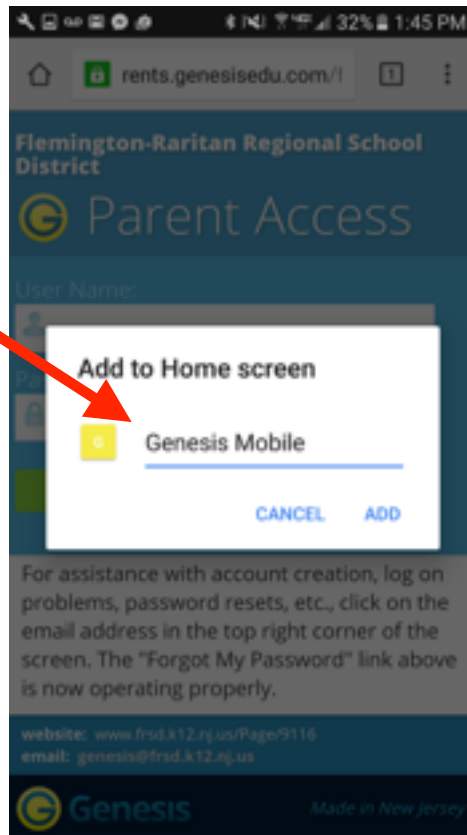 32% 1:45 PM
rents.genesisedu.com/l
1
Flemington-Raritan Regional School
District
G Parent Access
User Name:
Pa
Add to Home screen
G
Genesis Mobile
CANCEL ADD
For assistance with account creation, log on
problems, password resets, etc., click on the
email address in the top right corner of the
screen. The "Forgot My Password" link above
is now operating properly.
website: www.frsd.k12.nj.us/Page/9116
email: genesis@frsd.k12.nj.us
G Genesis Made in New Jersey